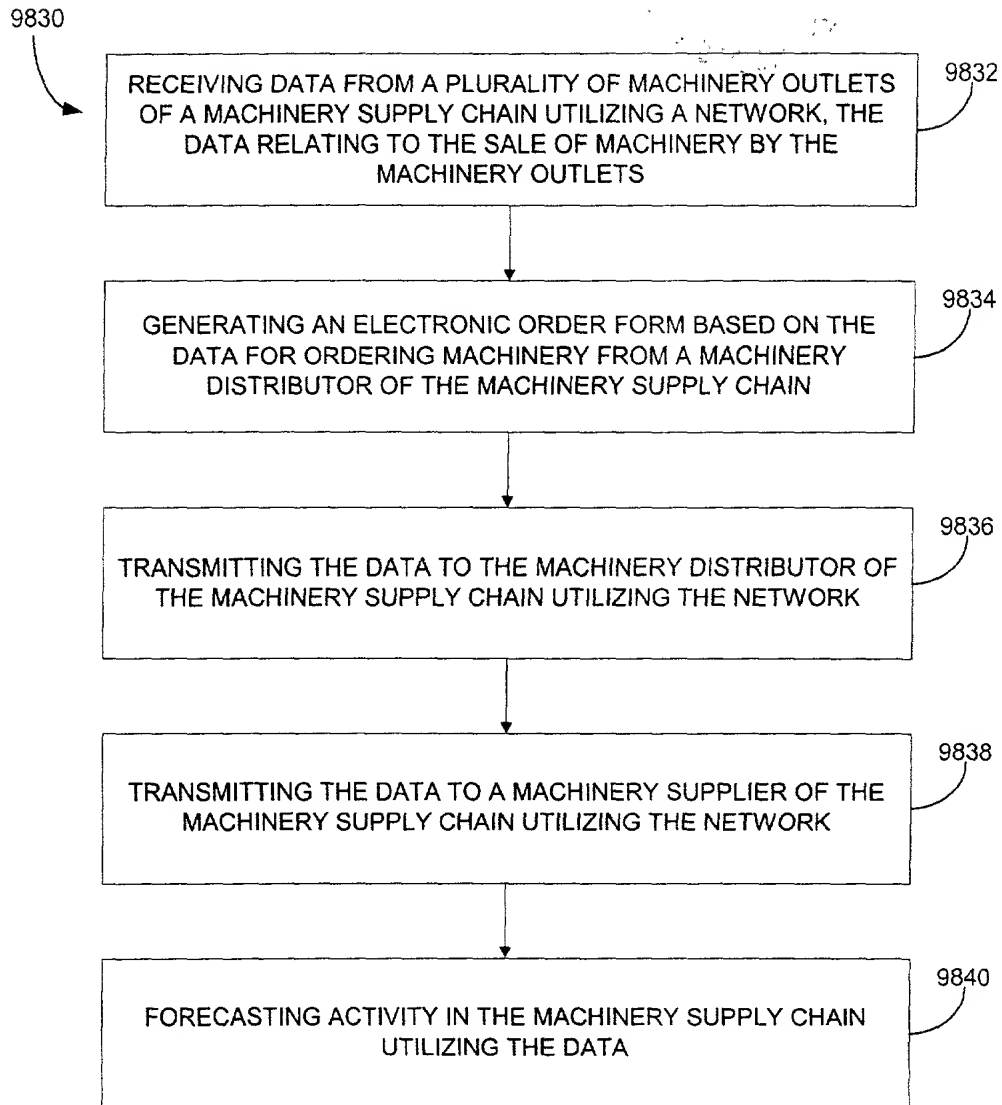 9830
RECEIVING DATA FROM A PLURALITY OF MACHINERY OUTLETS
OF A MACHINERY SUPPLY CHAIN UTILIZING A NETWORK, THE
DATA RELATING TO THE SALE OF MACHINERY BY THE
MACHINERY OUTLETS
9832
GENERATING AN ELECTRONIC ORDER FORM BASED ON THE
DATA FOR ORDERING MACHINERY FROM A MACHINERY
DISTRIBUTOR OF THE MACHINERY SUPPLY CHAIN
9834
TRANSMITTING THE DATA TO THE MACHINERY DISTRIBUTOR OF
THE MACHINERY SUPPLY CHAIN UTILIZING THE NETWORK
9836
TRANSMITTING THE DATA TO A MACHINERY SUPPLIER OF THE
MACHINERY SUPPLY CHAIN UTILIZING THE NETWORK
9838
FORECASTING ACTIVITY IN THE MACHINERY SUPPLY CHAIN
UTILIZING THE DATA
9840